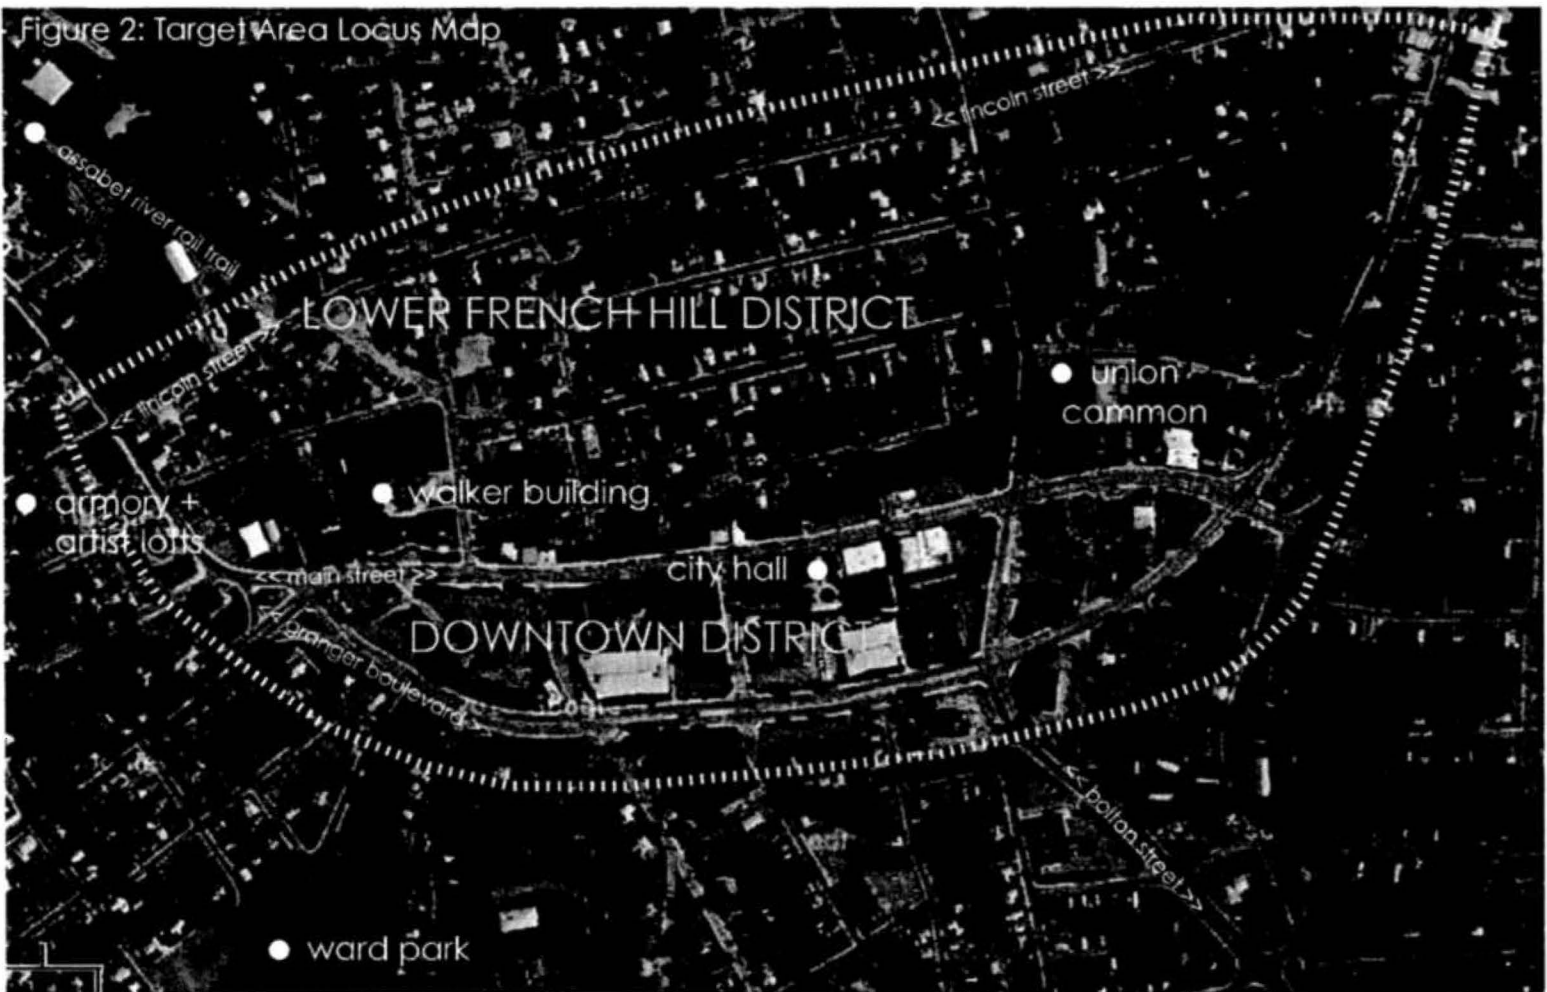 Figure 2: Target Area Locus Map
<< lincoln street >>
assabet river rail trail
LOWER FRENCH HILL DISTRICT
<< lincoln street >>
union
common
walker building
armory +
artist lofts
city hall
<< main street >>
DOWNTOWN DISTRICT
<< granger boulevard
<< bolton street >>
ward park